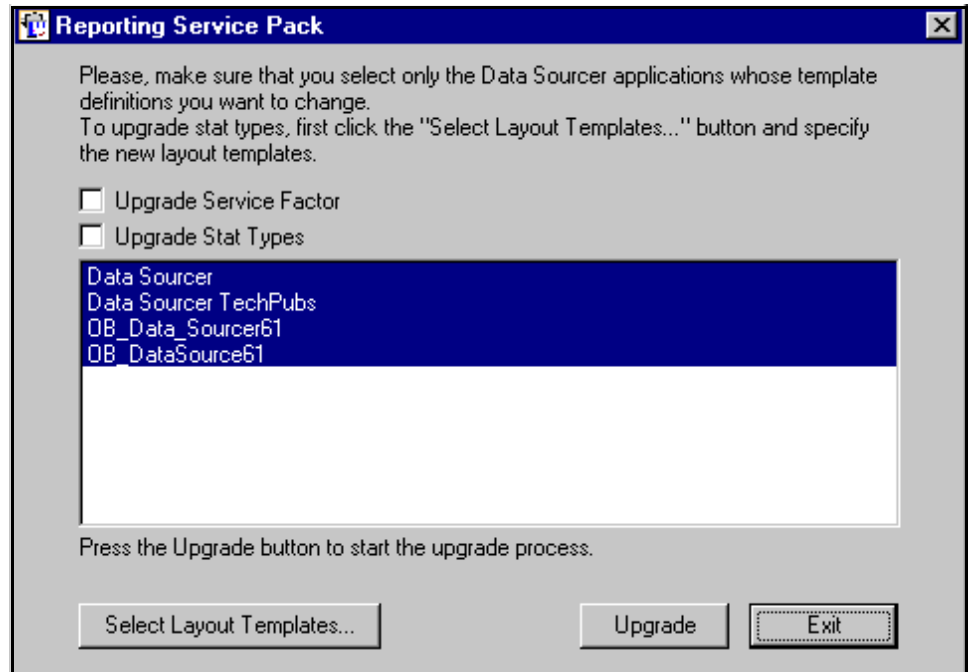 Reporting Service Pack
Please, make sure that you select only the Data Sourcer applications whose template
definitions you want to change.
To upgrade stat types, first click the "Select Layout Templates..." button and specify
the new layout templates.
Upgrade Service Factor
Upgrade Stat Types
Data Sourcer
Data Sourcer TechPubs
OB_Data_Sourcer61
OB_DataSource61
Press the Upgrade button to start the upgrade process.
Select Layout Templates...
Upgrade
Exit